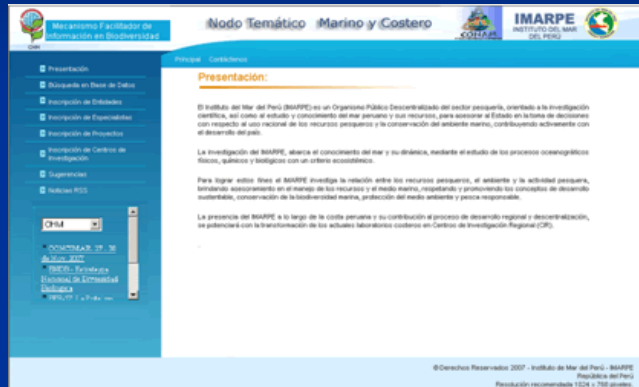 Mecanismo Facilitador de
Información en Biodiversidad
CHM
Nodo Temático Marino y Costero
IMARPE
INSTITUTO DEL MAR
DEL PERÚ
Principal Contáctenos
Presentación
Búsqueda en Base de Datos
Inscripción de Entidades
Inscripción de Especialistas
Inscripción de Proyectos
Inscripción de Centros de
Investigación
Sugerencias
Noticias RSS
CHM
Nacional de Diversidad
Biológica
Presentación:
El Instituto del Mar del Perú (IMARPE) es un Organismo Público Descentralizado del sector pesquería, orientado a la investigación
científica, así como al estudio y conocimiento del mar peruano y sus recursos, para asesorar al Estado en la toma de decisiones
con respecto al uso racional de los recursos pesqueros y la conservación del ambiente marino, contribuyendo activamente con
el desarrollo del país.
La investigación del IMARPE, abarca el conocimiento del mar y su dinámica, mediante el estudio de los procesos oceanográficos
físicos, químicos y biológicos con un criterio ecosistémico.
Para lograr estos fines el IMARPE investiga la relación entre los recursos pesqueros, el ambiente y la actividad pesquera,
brindando asesoramiento en el manejo de los recursos y el medio marino, respetando y promoviendo los conceptos de desarrollo
sustentable, conservación de la biodiversidad marina, protección del medio ambiente y pesca responsable.
La presencia del IMARPE a lo largo de la costa peruana y su contribución al proceso de desarrollo regional y descentralización,
se potenciará con la transformación de los actuales laboratorios costeros en Centros de Investigación Regional (CIR).
© Derechos Reservados 2007 - Instituto de Mar del Perú - IMARPE
República del Perú
Resolución recomendada 1024 x 768 pixeles.